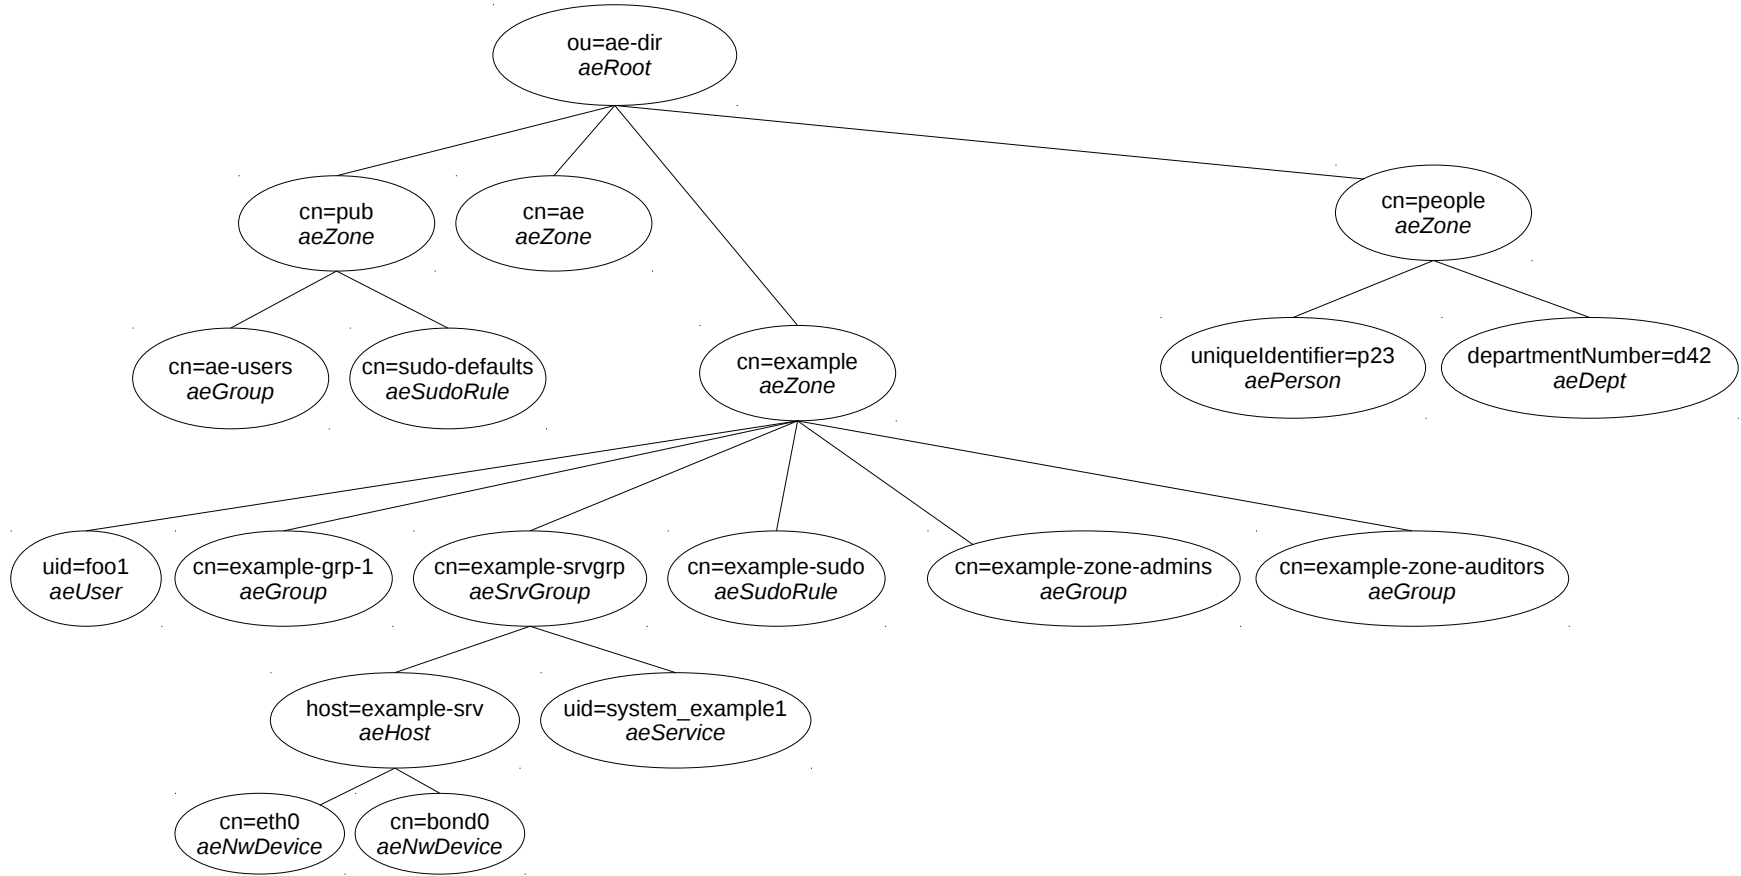 ou=ae-dir
aeRoot
cn=pub
aeZone
cn=ae
aeZone
cn=people
aeZone
cn=ae-users
aeGroup
cn=sudo-defaults
aeSudoRule
cn=example
aeZone
uniqueIdentifier=p23
aePerson
departmentNumber=d42
aeDept
uid=foo1
aeUser
cn=example-grp-1
aeGroup
cn=example-srvgrp
aeSrvGroup
cn=example-sudo
aeSudoRule
cn=example-zone-admins
aeGroup
cn=example-zone-auditors
aeGroup
host=example-srv
aeHost
uid=system_example1
aeService
cn=eth0
aeNwDevice
cn=bond0
aeNwDevice